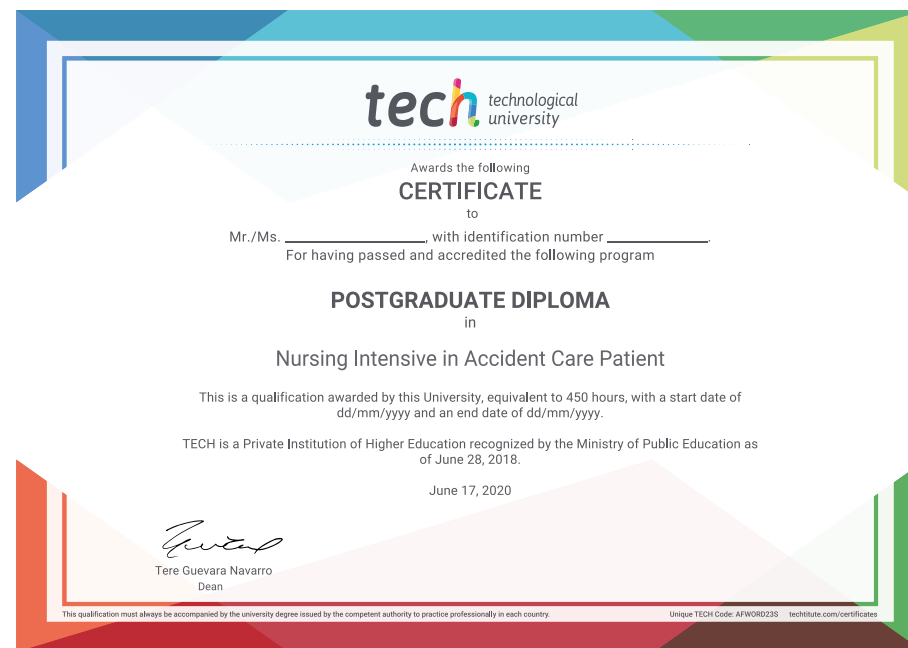 tech technological
university
Awards the following
CERTIFICATE
to
Mr./Ms. ____________, with identification number _________.
For having passed and accredited the following program
POSTGRADUATE DIPLOMA
in
Nursing Intensive in Accident Care Patient
This is a qualification awarded by this University, equivalent to 450 hours, with a start date of
dd/mm/yyyy and an end date of dd/mm/yyyy.
TECH is a Private Institution of Higher Education recognized by the Ministry of Public Education as
of June 28, 2018.
June 17, 2020
Tere Guevara Navarro
Dean
This qualification must always be accompanied by the university degree issued by the competent authority to practice professionally in each country.
Unique TECH Code: AFWORD23S techtitute.com/certificates